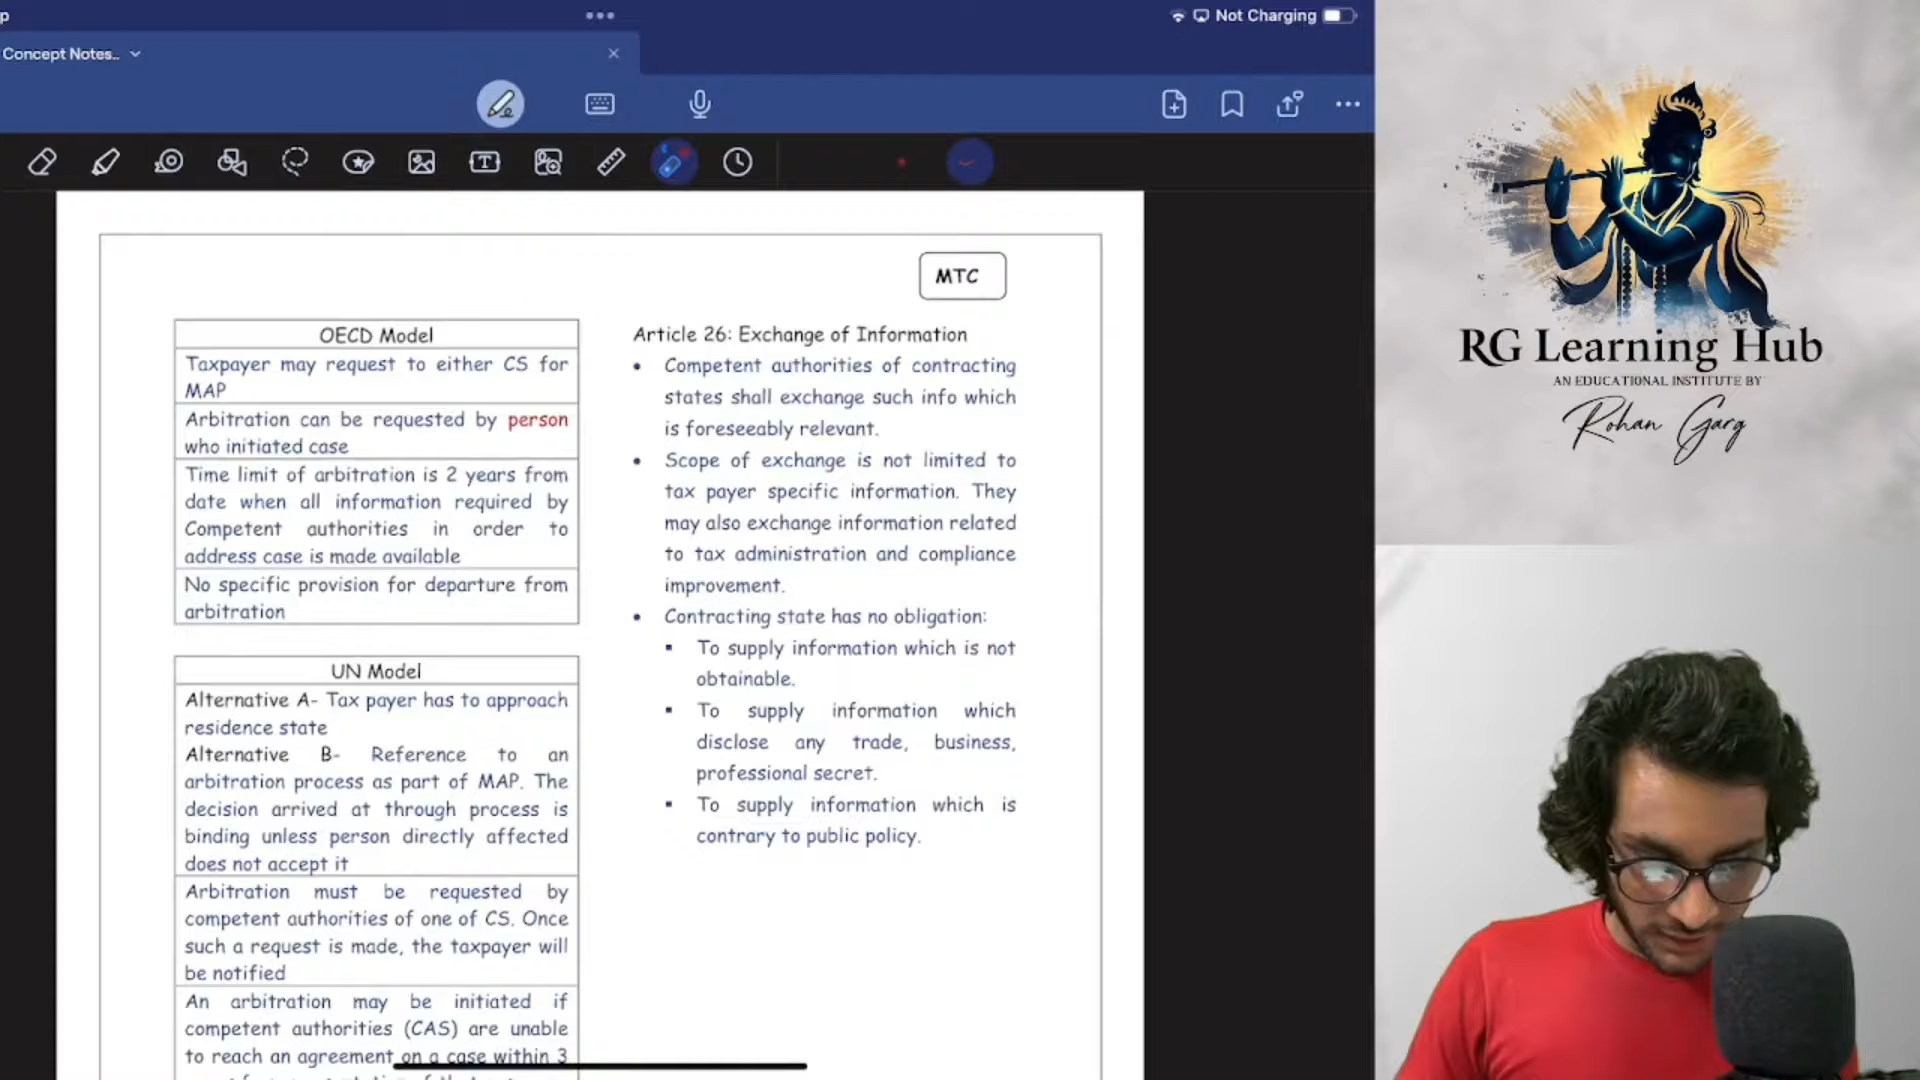 p
Not Charging
Concept Notes..
MTC
OECD Model
Taxpayer may request to either CS for
MAP
Arbitration can be requested by person
who initiated case
Time limit of arbitration is 2 years from
date when all information required by
Competent authorities in order to
address case is made available
No specific provision for departure from
arbitration
UN Model
Alternative A- Tax payer has to approach
residence state
Alternative B- Reference to an
arbitration process as part of MAP. The
decision arrived at through process is
binding unless person directly affected
does not accept it
Arbitration must be requested by
competent authorities of one of CS. Once
such a request is made, the taxpayer will
be notified
An arbitration may be initiated if
competent authorities (CAS) are unable
to reach an agreement on a case within 3
Article 26: Exchange of Information
• Competent authorities of contracting
states shall exchange such info which
is foreseeably relevant.
• Scope of exchange is not limited to
tax payer specific information. They
may also exchange information related
to tax administration and compliance
improvement.
• Contracting state has no obligation:
▪ To supply information which is not
obtainable.
▪ To supply information which
disclose any trade, business,
professional secret.
▪ To supply information which is
contrary to public policy.
RG Learning Hub
AN EDUCATIONAL INSTITUTE BY
Rohan Garg